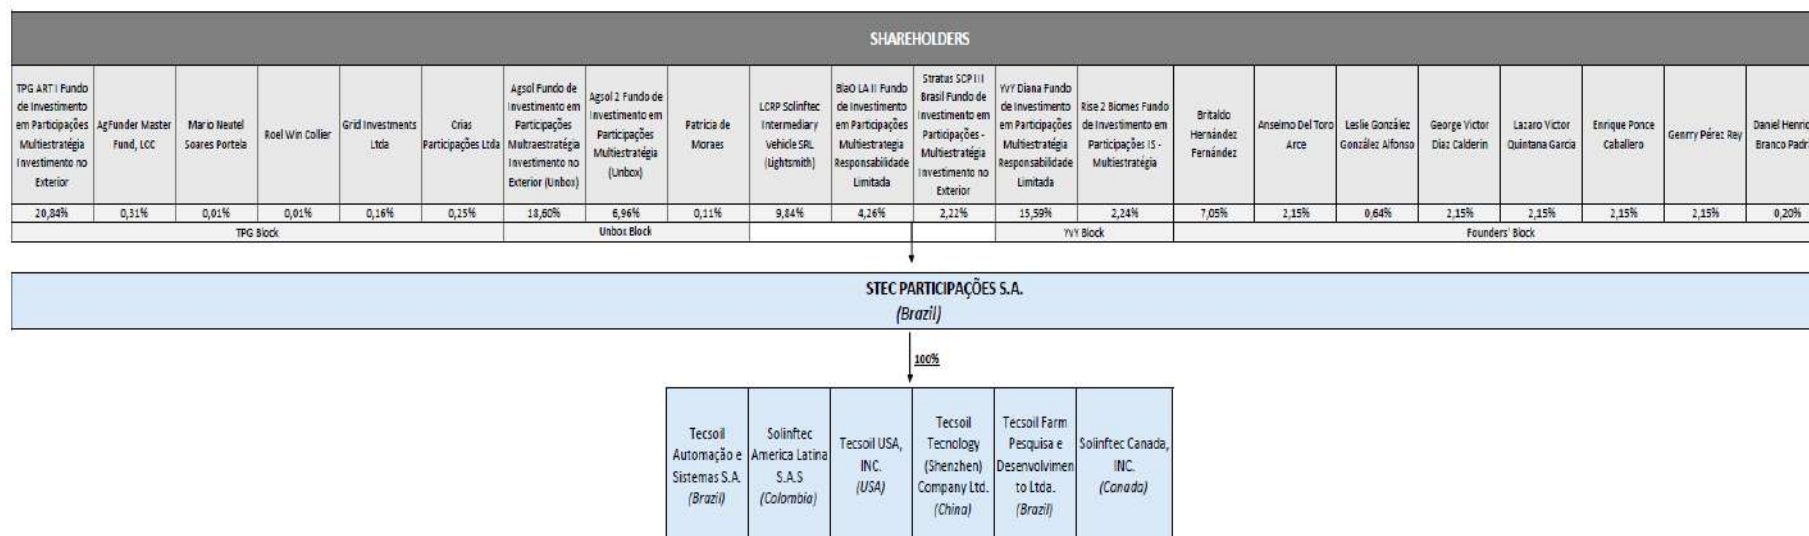 SHAREHOLDERS
TPG ART I Fundo
de Investimento
em Participações
Multiestratégia
Investimento no
Exterior
AgFunder Master
Fund, LCC
Mario Neutel
Soares Portela
Roel Win Collier
Grid Investments
Ltda
Crias
Participações Ltda
Agsol Fundo de
Investimento em
Participações
Multraestratégia
Investimento no
Exterior (Unbox)
Agsol 2 Fundo de
Investimento em
Participações
Multiestratégia
(Unbox)
Patricia de
Moraes
LCRP Solinftec
Intermediary
Vehicle SRL
(Lightsmith)
BlaO LA II Fundo
de Investimento
em Participações
Multiestrategia
Responsabilidade
Limitada
Stratus SCP III
Brasil Fundo de
Investimento em
Participações -
Multiestratégia
Investimento no
Exterior
YvY Diana Fundo
de Investimento
em Participações
Multiestratégia
Responsabilidade
Limitada
Rise 2 Biomes Fundo
de Investimento em
Participações IS -
Multiestratégia
Britaldo
Hernández
Fernández
Anselmo Del Toro
Arce
Leslie González
González Alfonso
George Victor
Diaz Calderin
Lazaro Victor
Quintana Garcia
Enrique Ponce
Caballero
Genrry Pérez Rey
Daniel
Branco
20,84% 0,31% 0,01% 0,01% 0,16% 0,25% 18,60% 6,96% 0,11% 9,84% 4,26% 2,22% 15,59% 2,24% 7,05% 2,15% 0,64% 2,15% 2,15% 2,15% 2,15% 0,20%
TPG Block Unbox Block YvY Block Founders' Block
STEC PARTICIPAÇÕES S.A.
(Brazil)
100%
Tecsoil
Automação e
Sistemas S.A.
(Brazil)
Solinftec
America Latina
S.A.S
(Colombia)
Tecsoil USA,
INC.
(USA)
Tecsoil
Tecnology
(Shenzhen)
Company Ltd.
(China)
Tecsoil Farm
Pesquisa e
Desenvolvimen
to Ltda.
(Brazil)
Solinftec Canada,
INC.
(Canada)